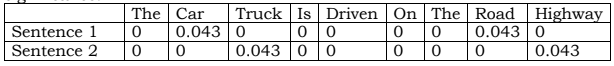 The Car Truck Is Driven On The Road Highway
Sentence 1 0 0.043 0 0 0 0 0 0.043 0
Sentence 2 0 0 0.043 0 0 0 0 0 0.043